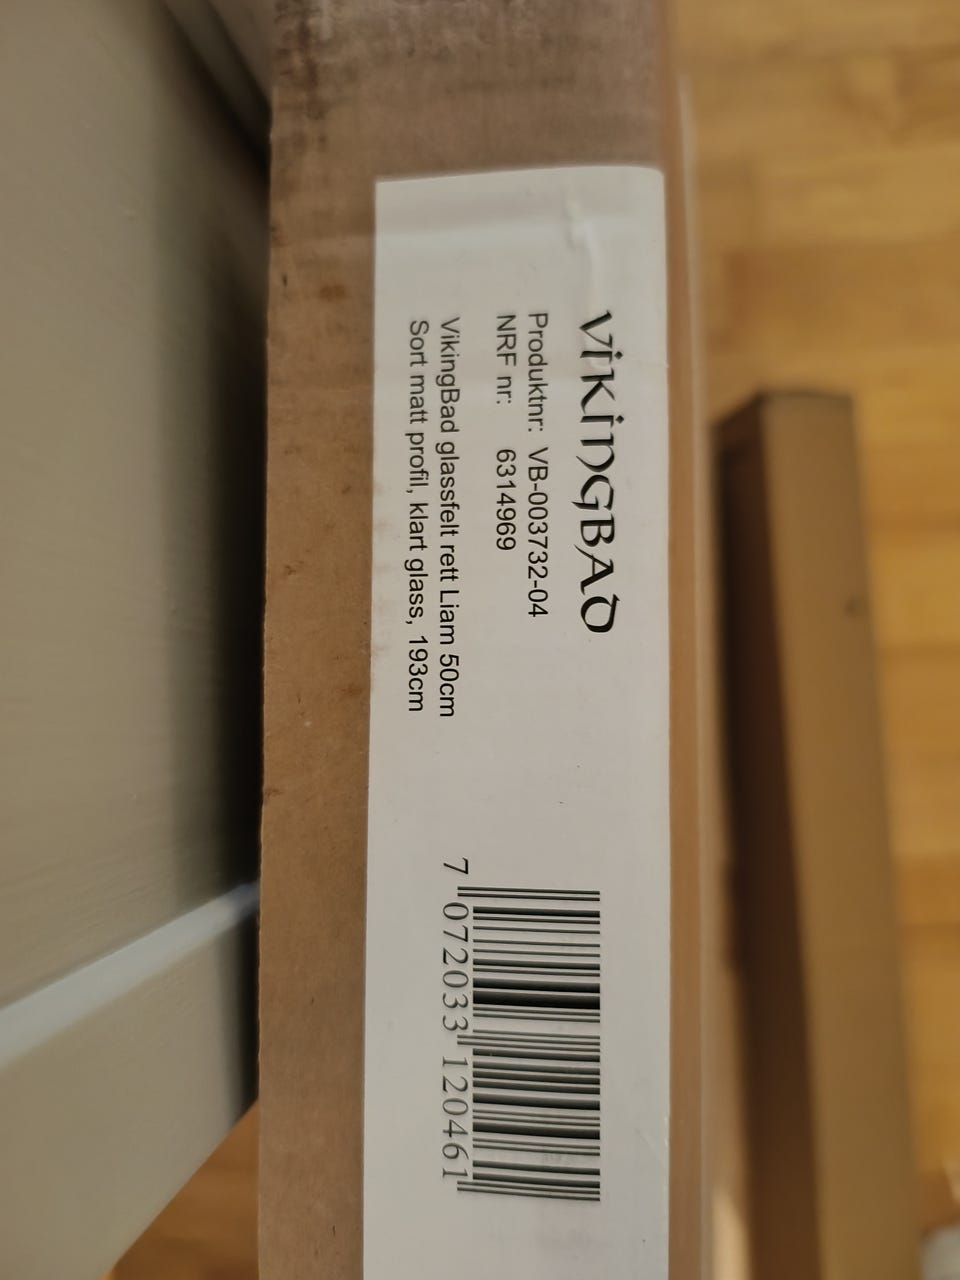 VIKINGBAD
Produktnr: VB-003732-04
NRF nr: 6314969
VikingBad glassfelt rett Liam 50cm
Sort matt profil, klart glass, 193cm
7 072033 120461